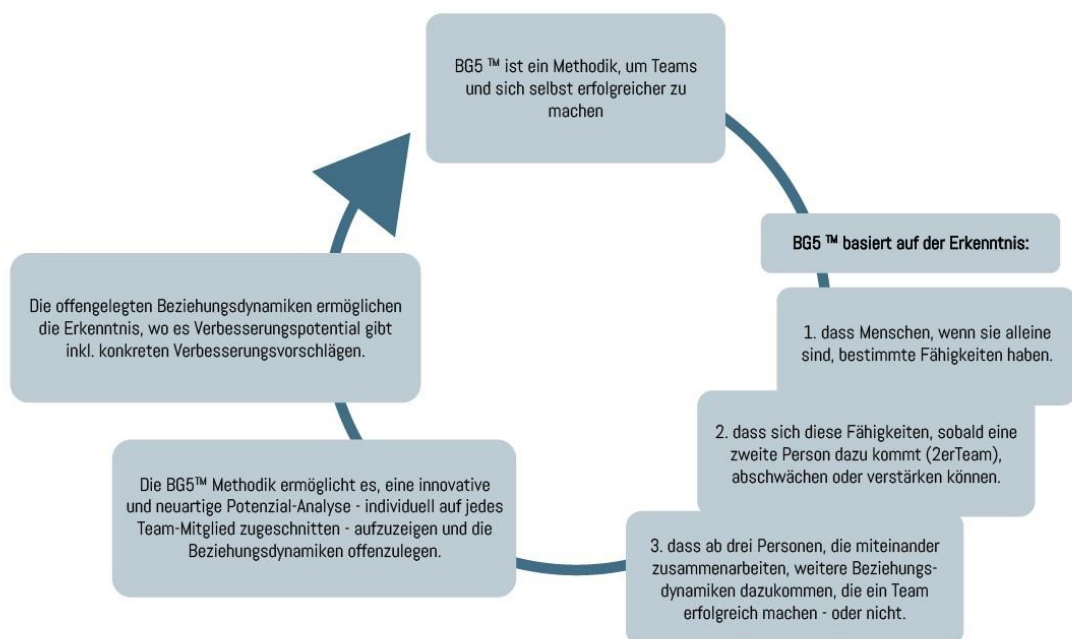 BG5 ™ ist ein Methodik, um Teams
und sich selbst erfolgreicher zu
machen
BG5 ™ basiert auf der Erkenntnis:
1. dass Menschen, wenn sie alleine
sind, bestimmte Fähigkeiten haben.
2. dass sich diese Fähigkeiten, sobald eine
zweite Person dazu kommt (2erTeam),
abschwächen oder verstärken können.
3. dass ab drei Personen, die miteinander
zusammenarbeiten, weitere Beziehungs-
dynamiken dazukommen, die ein Team
erfolgreich machen - oder nicht.
Die BG5™ Methodik ermöglicht es, eine innovative
und neuartige Potenzial-Analyse - individuell auf jedes
Team-Mitglied zugeschnitten - aufzuzeigen und die
Beziehungsdynamiken offenzulegen.
Die offengelegten Beziehungsdynamiken ermöglichen
die Erkenntnis, wo es Verbesserungspotential gibt
inkl. konkreten Verbesserungsvorschlägen.